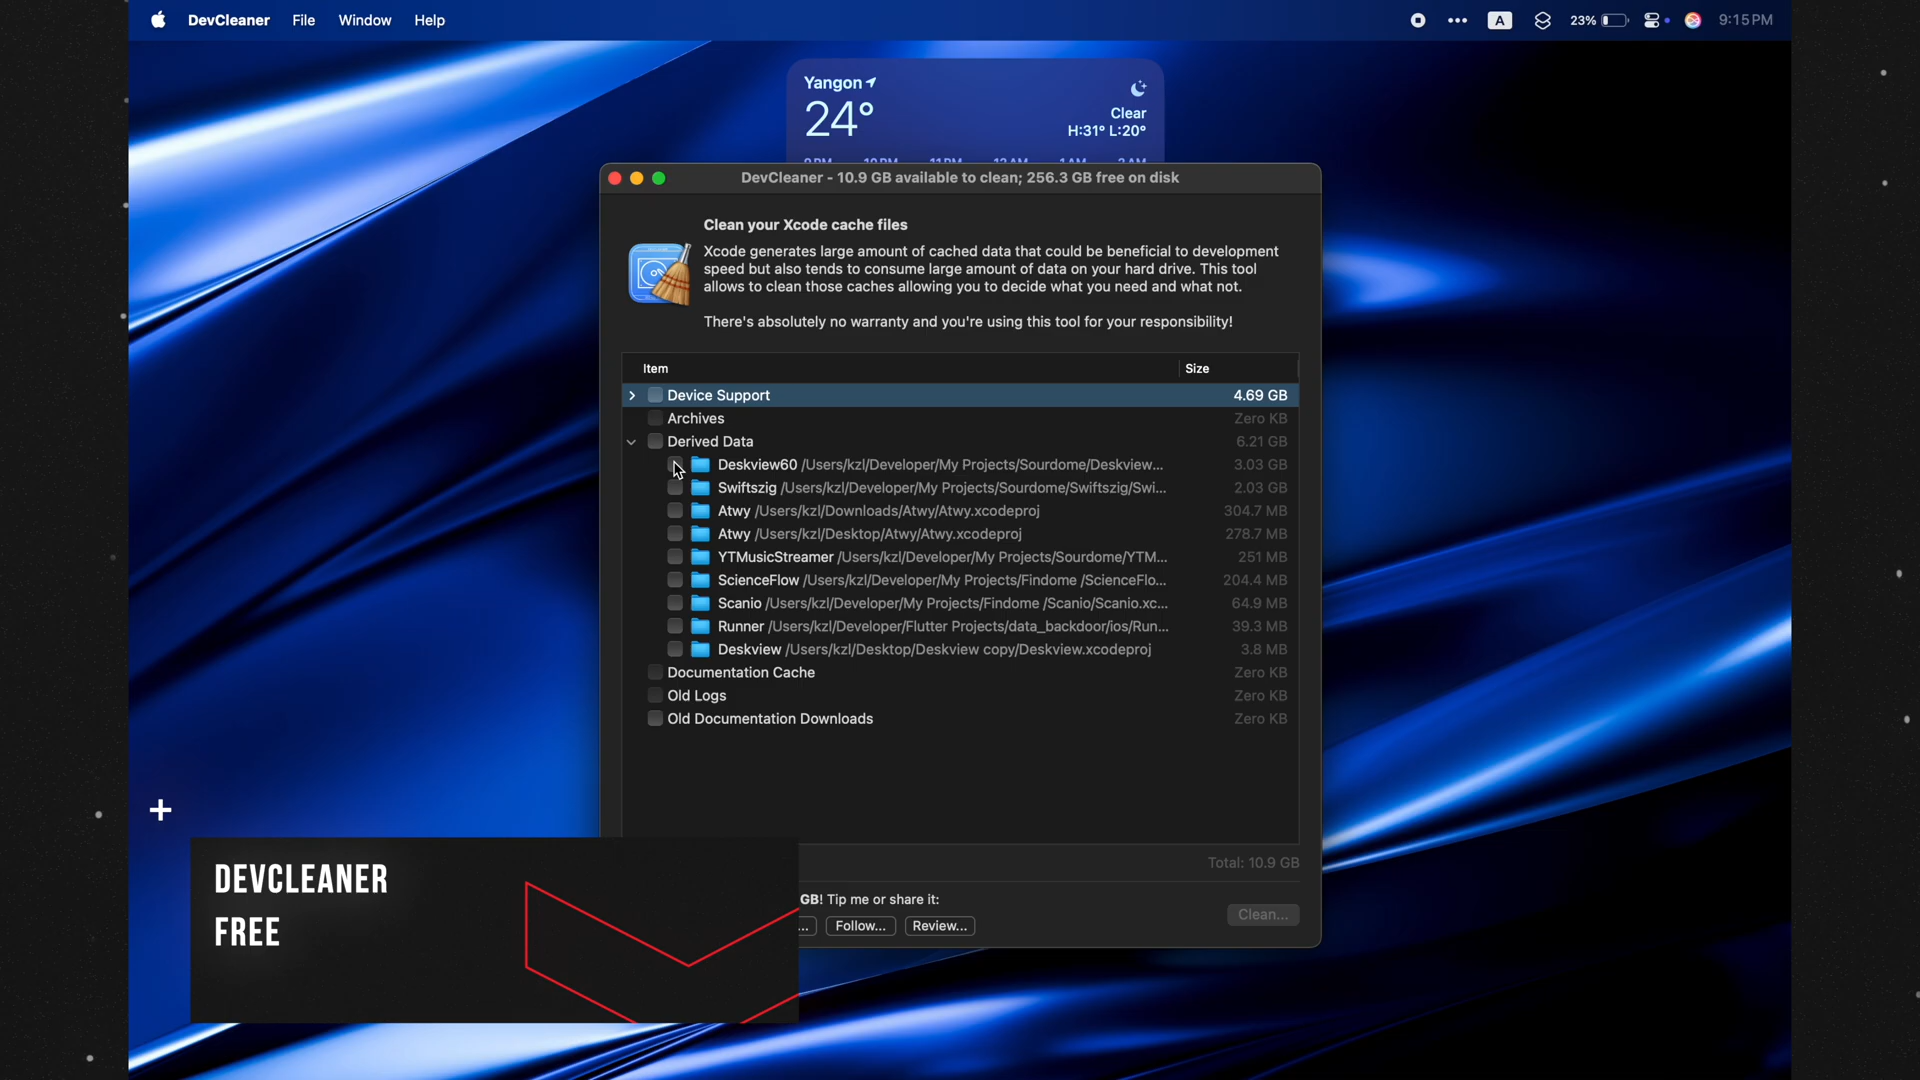 DevCleaner File Window Help
A 23% 9:15 PM
Yangon
24°
Clear
H:31° L:20°
9 PM 10 PM 11 PM 12 AM 1 AM 2 AM
DevCleaner - 10.9 GB available to clean; 256.3 GB free on disk
Clean your Xcode cache files
Xcode generates large amount of cached data that could be beneficial to development
speed but also tends to consume large amount of data on your hard drive. This tool
allows to clean those caches allowing you to decide what you need and what not.
There's absolutely no warranty and you're using this tool for your responsibility!
Item Size
Device Support 4.69 GB
Archives Zero KB
Derived Data 6.21 GB
Deskview60 /Users/kzl/Developer/My Projects/Sourdome/Deskview... 3.03 GB
Swiftszig /Users/kzl/Developer/My Projects/Sourdome/Swiftszig/Swi... 2.03 GB
Atwy /Users/kzl/Downloads/Atwy/Atwy.xcodeproj 304.7 MB
Atwy /Users/kzl/Desktop/Atwy/Atwy.xcodeproj 278.7 MB
YTMusicStreamer /Users/kzl/Developer/My Projects/Sourdome/YTM... 251 MB
ScienceFlow /Users/kzl/Developer/My Projects/Findome /ScienceFlo... 204.4 MB
Scanio /Users/kzl/Developer/My Projects/Findome /Scanio/Scanio.xc... 64.9 MB
Runner /Users/kzl/Developer/Flutter Projects/data_backdoor/ios/Run... 39.3 MB
Deskview /Users/kzl/Desktop/Deskview copy/Deskview.xcodeproj 3.8 MB
Documentation Cache Zero KB
Old Logs Zero KB
Old Documentation Downloads Zero KB
Total: 10.9 GB
GB! Tip me or share it:
... Follow... Review... Clean...
DEVCLEANER
FREE